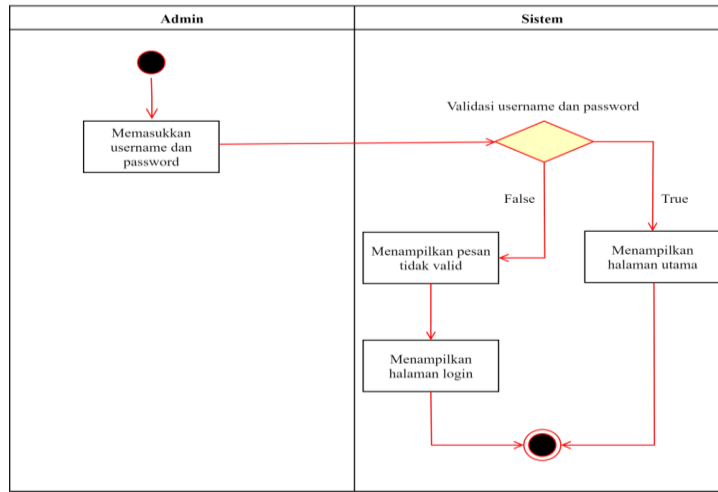 Admin
Sistem
Validasi username dan password
Memasukkan
username dan
password
False
True
Menampilkan pesan
tidak valid
Menampilkan
halaman utama
Menampilkan
halaman login